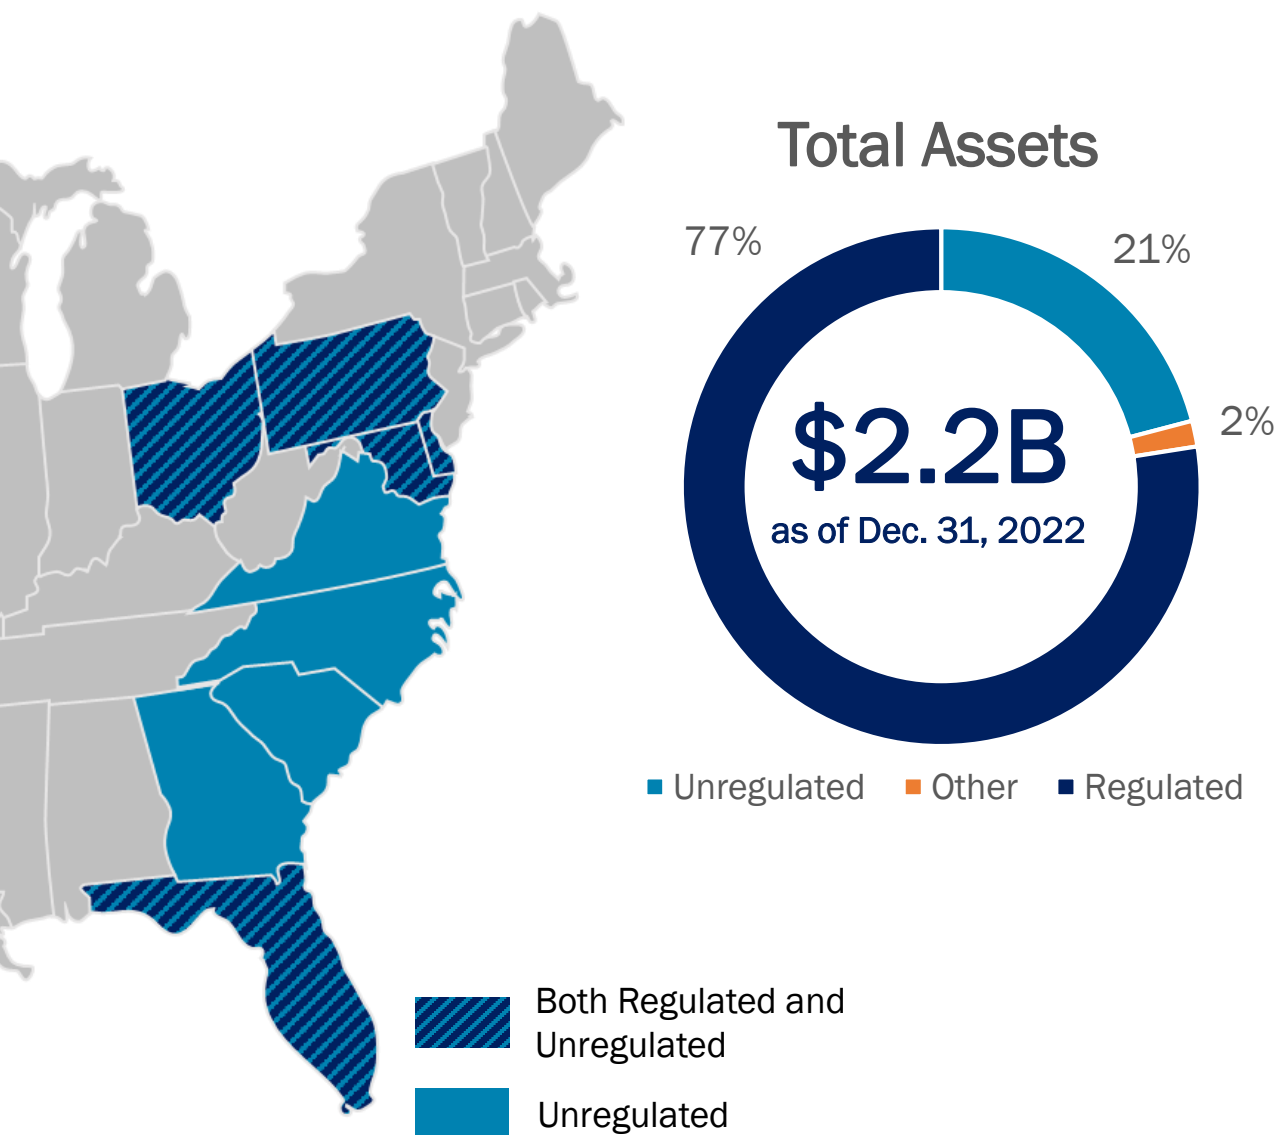 Total Assets
77%
21%
2%
$2.2B
as of Dec. 31, 2022
Unregulated Other Regulated
Both Regulated and
Unregulated
Unregulated